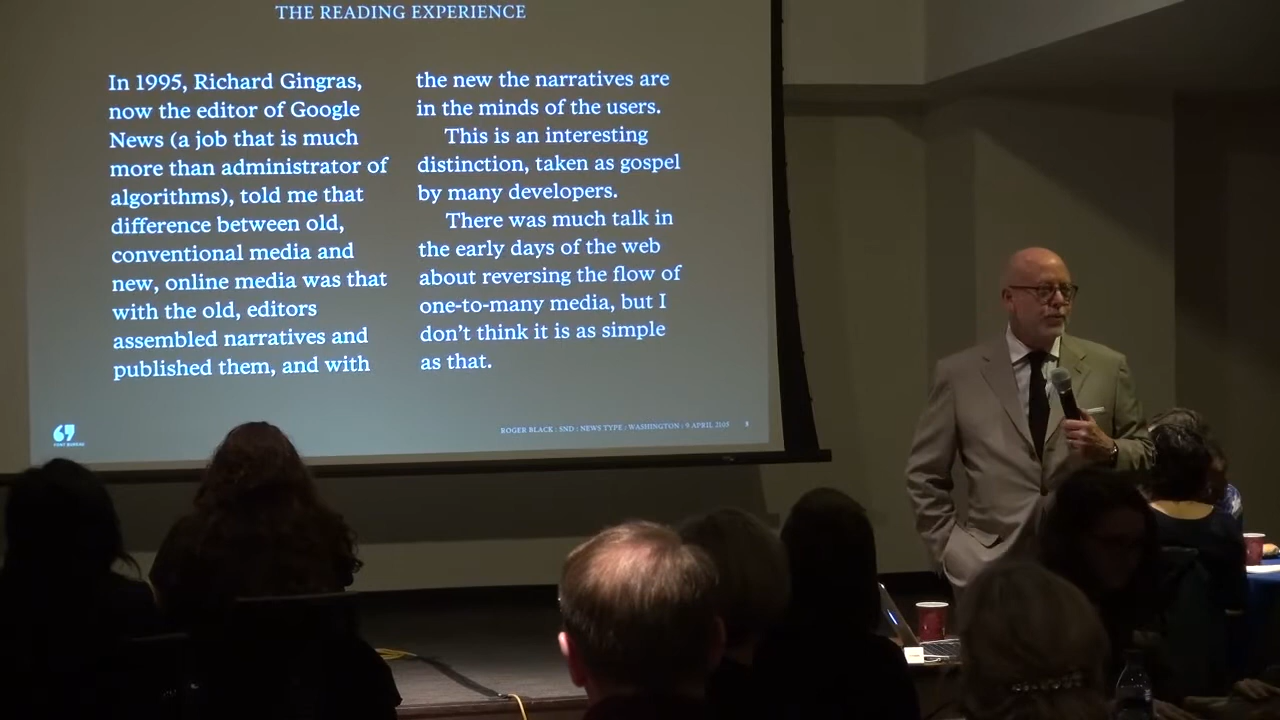 THE READING EXPERIENCE
In 1995, Richard Gingras,
now the editor of Google
News (a job that is much
more than administrator of
algorithms), told me that
difference between old,
conventional media and
new, online media was that
with the old, editors
assembled narratives and
published them, and with
the new the narratives are
in the minds of the users.
This is an interesting
distinction, taken as gospel
by many developers.
There was much talk in
the early days of the web
about reversing the flow of
one-to-many media, but I
don't think it is as simple
as that.
FONT BUREAU
ROGER BLACK : SND : NEWS TYPE : WASHINGTON : 9 APRIL 2105 8